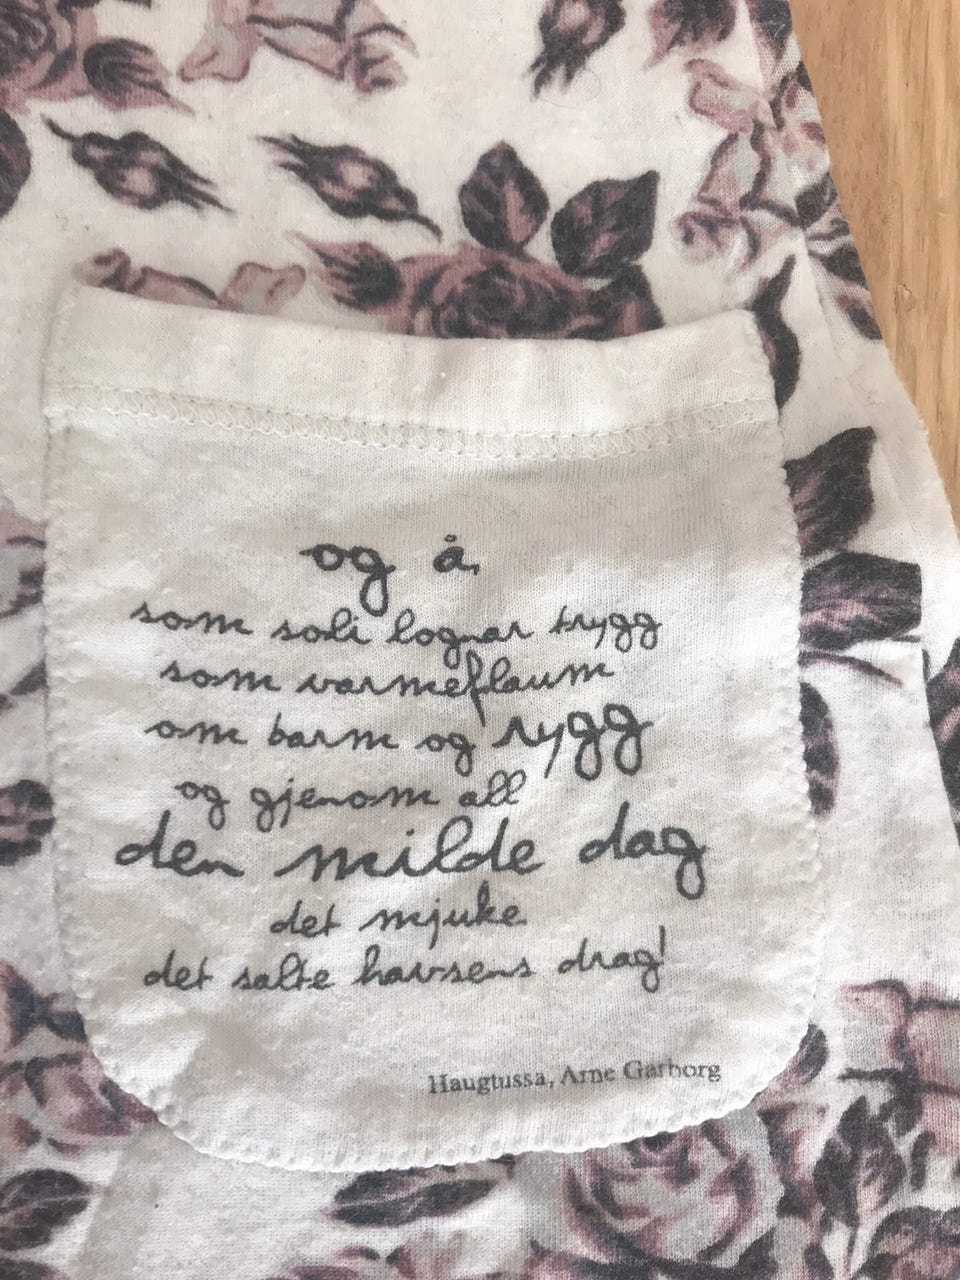 og å,
som soli lognar trygg
som varmeflaum
om barm og rygg
og gjenom all
den milde dag
det mjuke
det salte havsens drag!
Haugtussa, Arne Garborg